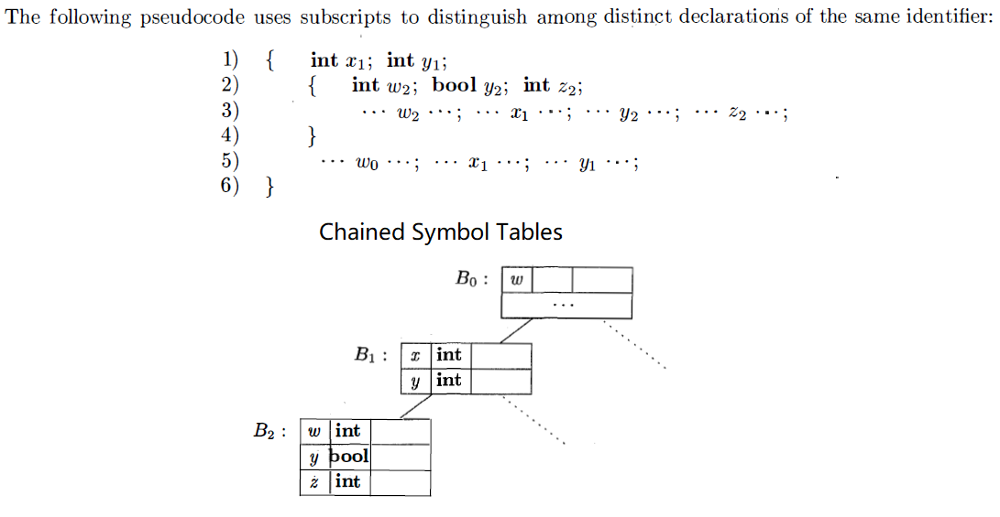 The following pseudocode uses subscripts to distinguish among distinct declarations of the same identifier:
1) { int x₁; int y₁;
2) { int w₂; bool y₂; int z₂;
3) ··· w₂ ···; ··· x₁ ···; ··· y₂ ···; ··· z₂ ···;
4) }
5) ··· w₀ ···; ··· x₁ ···; ··· y₁ ···;
6) }
Chained Symbol Tables
B₀ : w
...
B₁ : x int
y int
B₂ : w int
y bool
z int